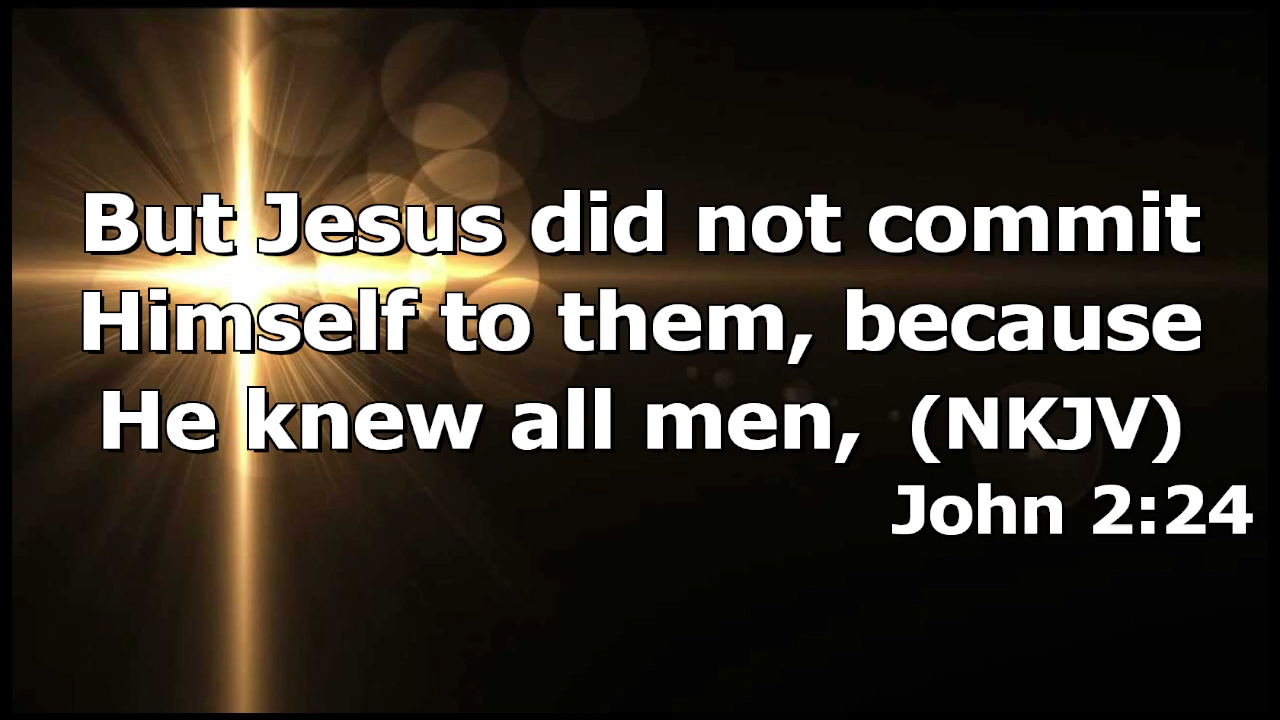 But Jesus did not commit
Himself to them, because
He knew all men, (NKJV)
John 2:24